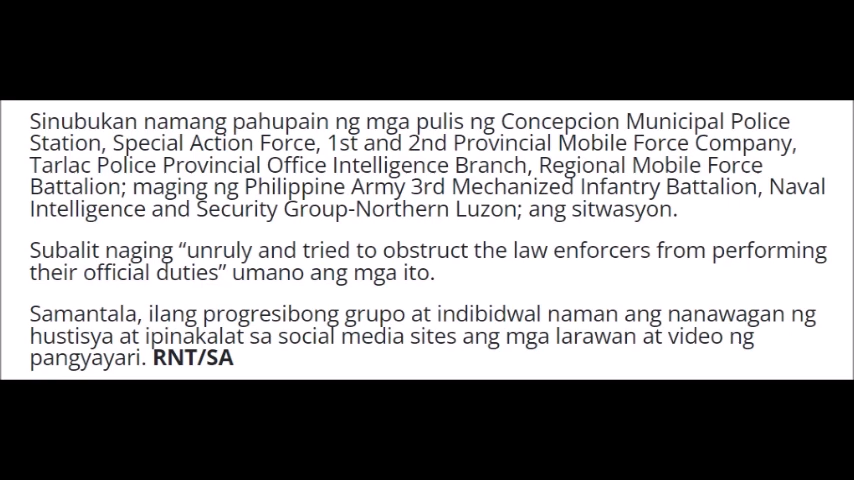 Sinubukan namang pahupain ng mga pulis ng Concepcion Municipal Police
Station, Special Action Force, 1st and 2nd Provincial Mobile Force Company,
Tarlac Police Provincial Office Intelligence Branch, Regional Mobile Force
Battalion; maging ng Philippine Army 3rd Mechanized Infantry Battalion, Naval
Intelligence and Security Group-Northern Luzon; ang sitwasyon.
Subalit naging “unruly and tried to obstruct the law enforcers from performing
their official duties” umano ang mga ito.
Samantala, ilang progresibong grupo at indibidwal naman ang nanawagan ng
hustisya at ipinakalat sa social media sites ang mga larawan at video ng
pangyayari. RNT/SA